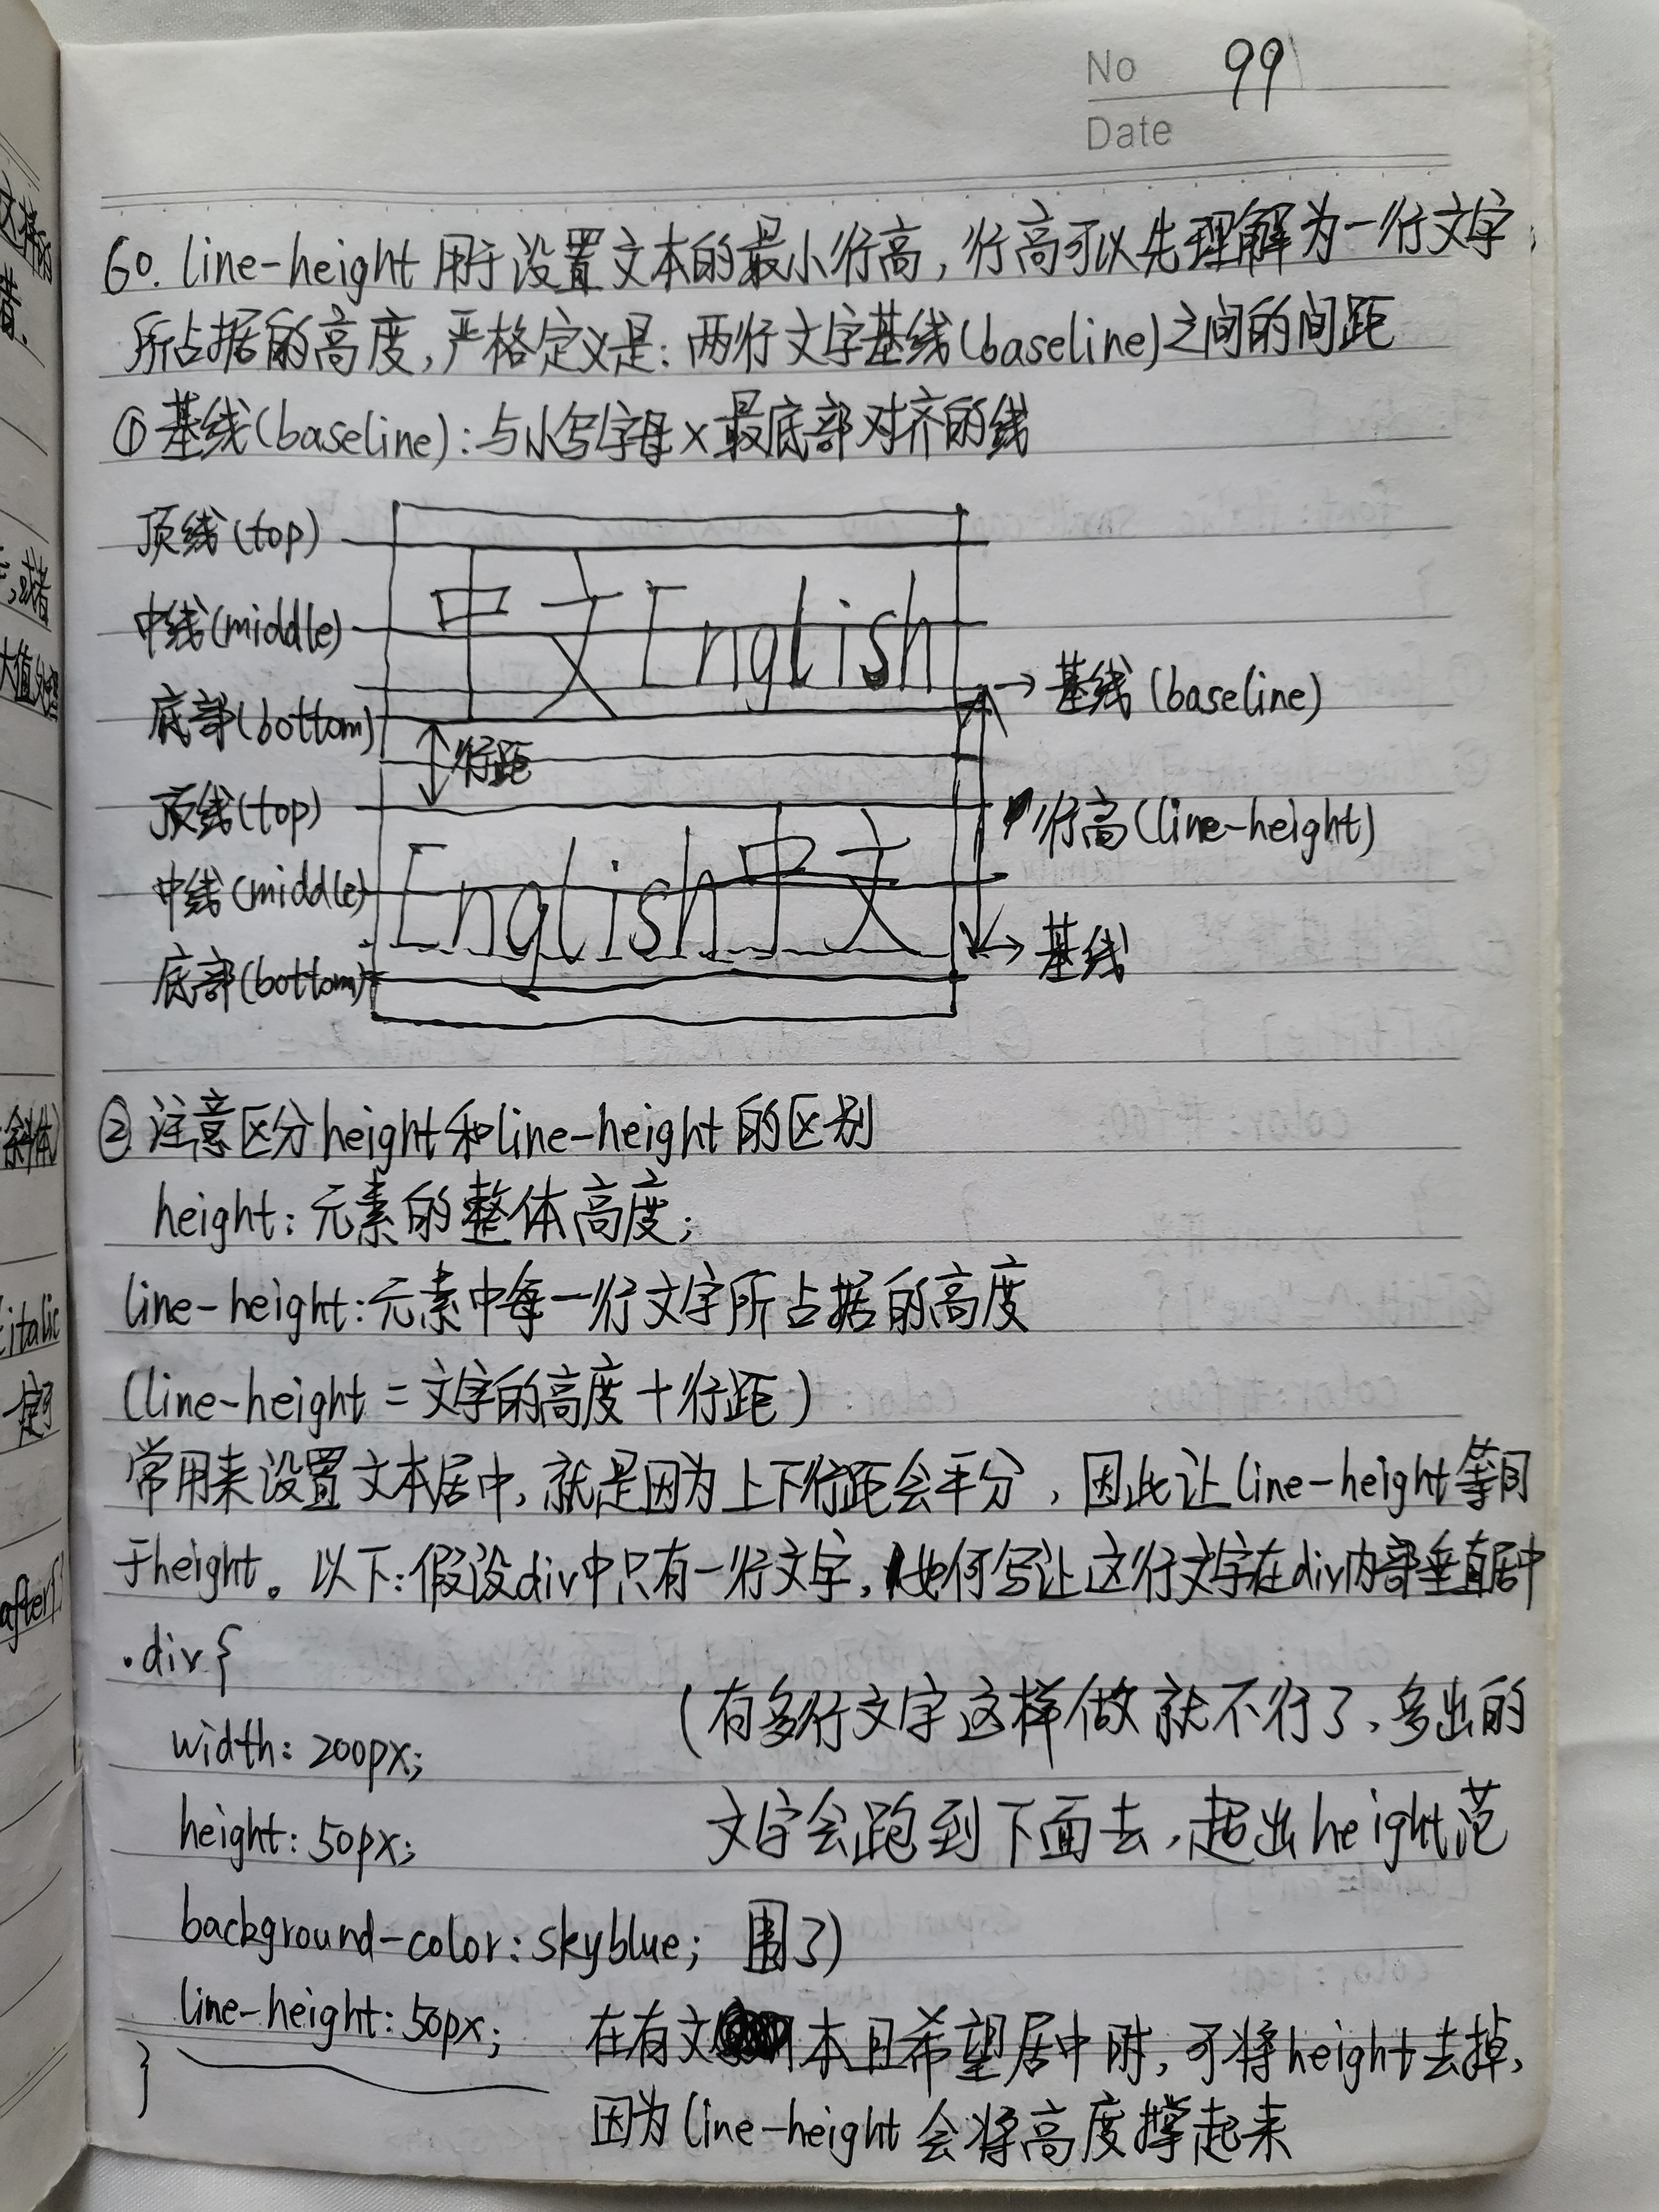 No 99
Date
60. line-height 用于设置文本的最小行高，行高可以先理解为一行文字
所占据的高度，严格定义是：两行文字基线(baseline)之间的间距
①基线(baseline)：与小写字母x最底部对齐的线
顶线(top)
中文English
中线(middle)
基线(baseline)
底部(bottom)
行距
顶线(top)
行高(line-height)
English中文
中线(middle)
基线
底部(bottom)
②注意区分height和line-height的区别
height：元素的整体高度；
line-height：元素中每一行文字所占据的高度
(line-height = 文字的高度+行距)
常用来设置文本居中，就是因为上下行距会平分，因此让line-height等同
于height。以下：假设div中只有一行文字，如何写让这行文字在div内部垂直居中
.div{
width: 200px;
height: 50px;
background-color: skyblue;
line-height: 50px;
}
(有多行文字这样做就不行了，多出的
文字会跑到下面去，超出height范
围了)
在有文本且希望居中时，可将height去掉，
因为line-height会将高度撑起来
这样的
或者
大值处理
斜体
italic
after